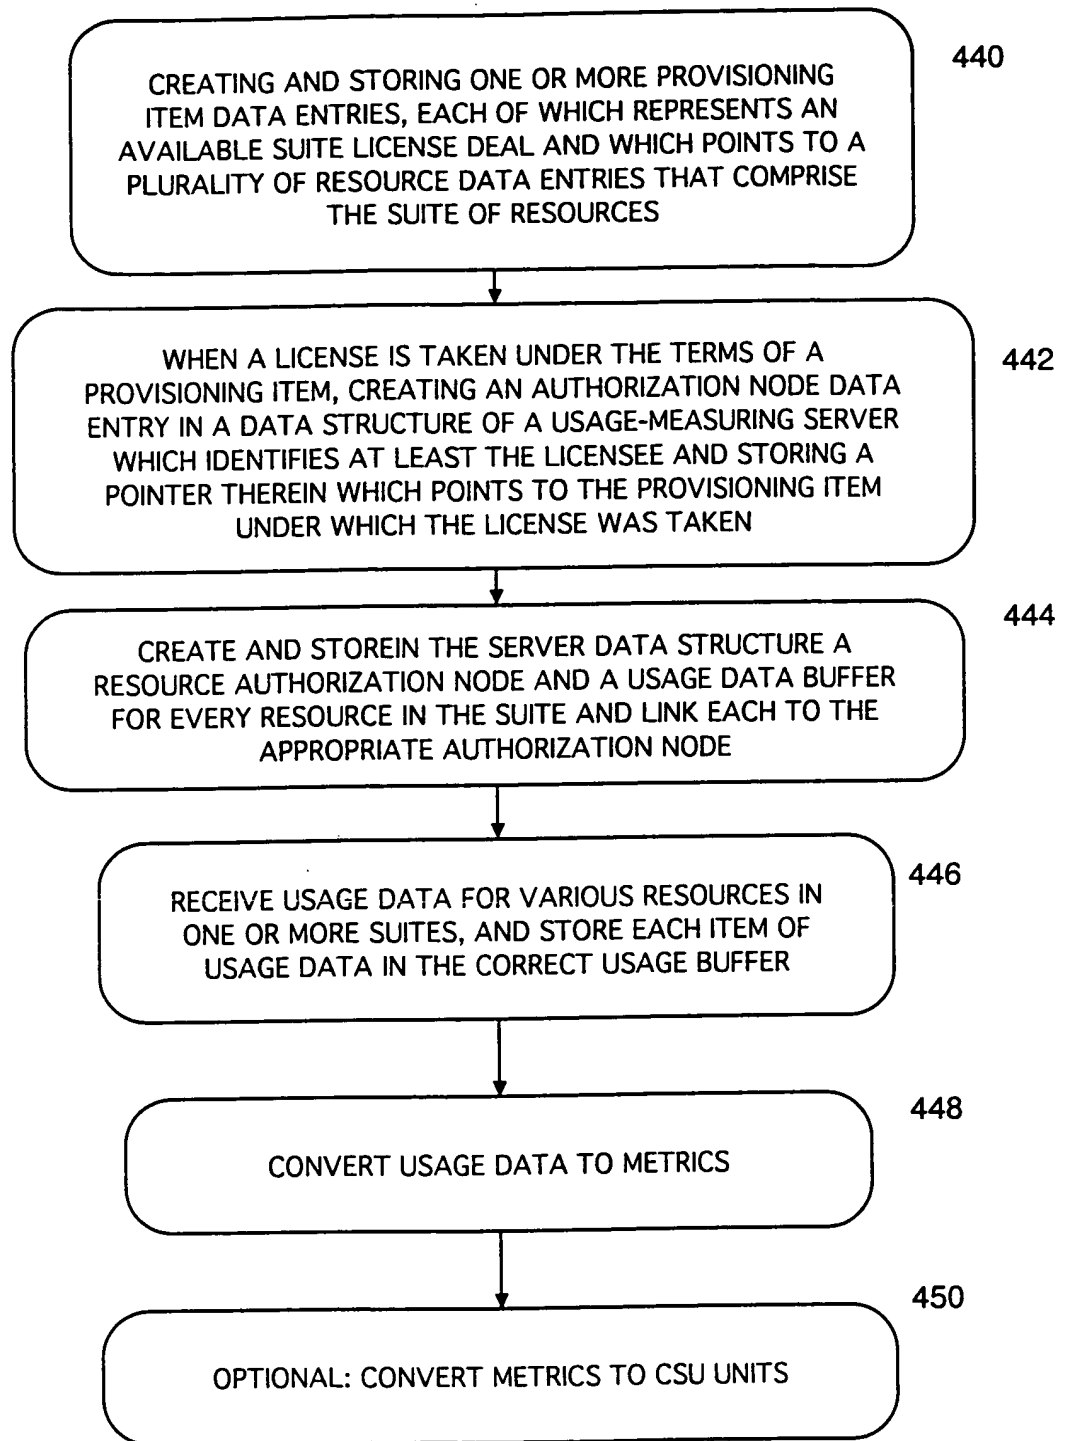 CREATING AND STORING ONE OR MORE PROVISIONING
ITEM DATA ENTRIES, EACH OF WHICH REPRESENTS AN
AVAILABLE SUITE LICENSE DEAL AND WHICH POINTS TO A
PLURALITY OF RESOURCE DATA ENTRIES THAT COMPRISE
THE SUITE OF RESOURCES
440
WHEN A LICENSE IS TAKEN UNDER THE TERMS OF A
PROVISIONING ITEM, CREATING AN AUTHORIZATION NODE DATA
ENTRY IN A DATA STRUCTURE OF A USAGE-MEASURING SERVER
WHICH IDENTIFIES AT LEAST THE LICENSEE AND STORING A
POINTER THEREIN WHICH POINTS TO THE PROVISIONING ITEM
UNDER WHICH THE LICENSE WAS TAKEN
442
CREATE AND STOREIN THE SERVER DATA STRUCTURE A
RESOURCE AUTHORIZATION NODE AND A USAGE DATA BUFFER
FOR EVERY RESOURCE IN THE SUITE AND LINK EACH TO THE
APPROPRIATE AUTHORIZATION NODE
444
RECEIVE USAGE DATA FOR VARIOUS RESOURCES IN
ONE OR MORE SUITES, AND STORE EACH ITEM OF
USAGE DATA IN THE CORRECT USAGE BUFFER
446
CONVERT USAGE DATA TO METRICS
448
OPTIONAL: CONVERT METRICS TO CSU UNITS
450